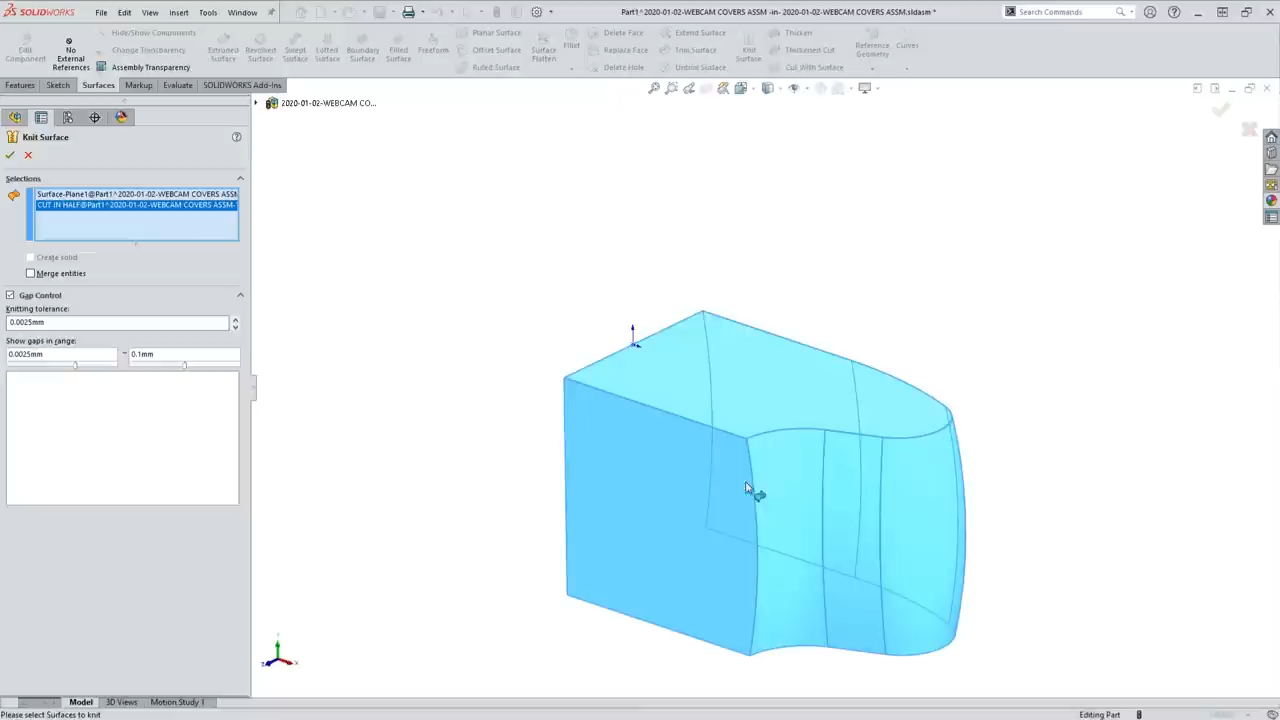 SOLIDWORKS File Edit View Insert Tools Window Part1^2020-01-02-WEBCAM COVERS ASSM -in- 2020-01-02-WEBCAM COVERS ASSM.sldasm * Search Commands
Edit Component
No External References
Hide/Show Components
Change Transparency
Assembly Transparency
Extruded Surface
Revolved Surface
Swept Surface
Lofted Surface
Boundary Surface
Filled Surface
Freeform
Planar Surface
Offset Surface
Ruled Surface
Surface Flatten
Fillet
Delete Face
Replace Face
Delete Hole
Extend Surface
Trim Surface
Untrim Surface
Knit Surface
Thicken
Thickened Cut
Cut With Surface
Reference Geometry
Curves
Features Sketch Surfaces Markup Evaluate SOLIDWORKS Add-Ins
2020-01-02-WEBCAM CO...
Knit Surface
Selections
Surface-Plane1@Part1^2020-01-02-WEBCAM COVERS ASSM
CUT IN HALF@Part1^2020-01-02-WEBCAM COVERS ASSM-
Create solid
Merge entities
Gap Control
Knitting tolerance:
0.0025mm
Show gaps in range:
0.0025mm ~ 0.1mm
Model 3D Views Motion Study 1
Please select Surfaces to knit Editing Part